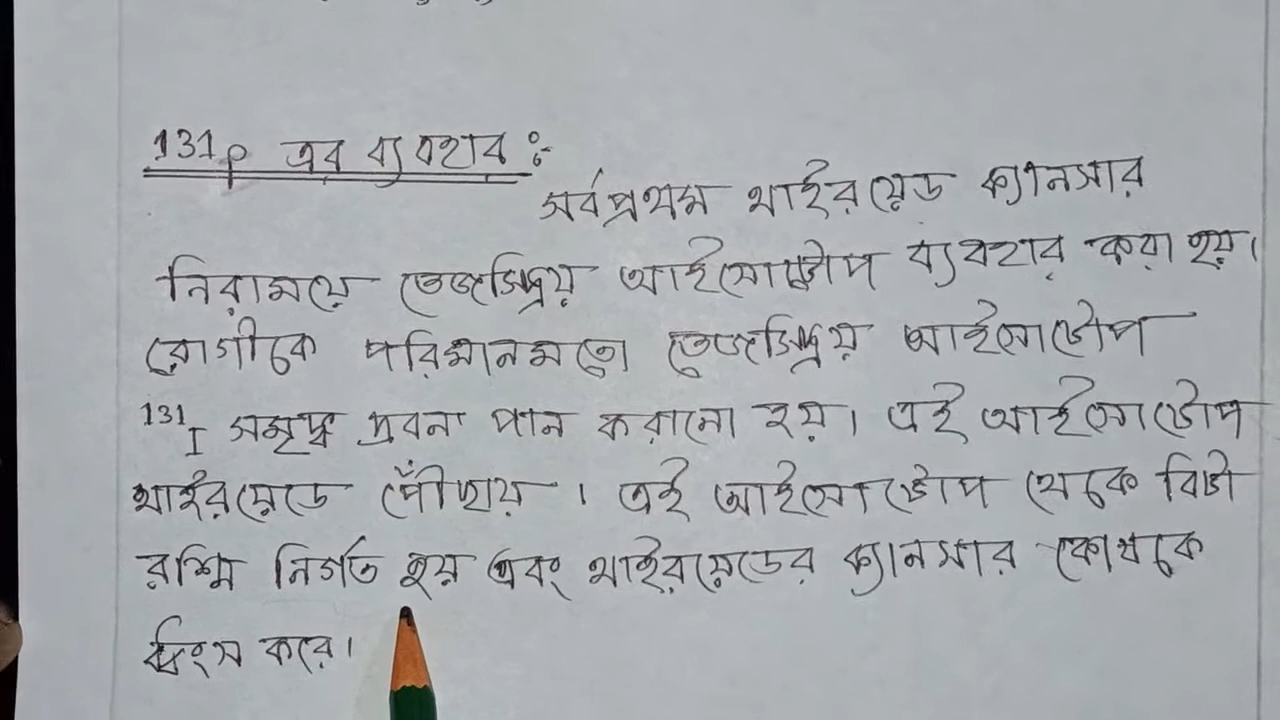 131P এর ব্যবহার :-
সর্বপ্রথম থাইরয়েড ক্যানসার
নিরাময়ে তেজস্ক্রিয় আইসোটোপ ব্যবহার করা হয়।
রোগীকে পরিমানমতো তেজস্ক্রিয় আইসোটোপ
131I সমৃদ্ধ দ্রবন পান করানো হয়। এই আইসোটোপ
থাইরয়েডে পৌঁছায়। এই আইসোটোপ থেকে বিটা
রশ্মি নির্গত হয় এবং থাইরয়েডের ক্যানসার কোষকে
ধ্বংস করে।